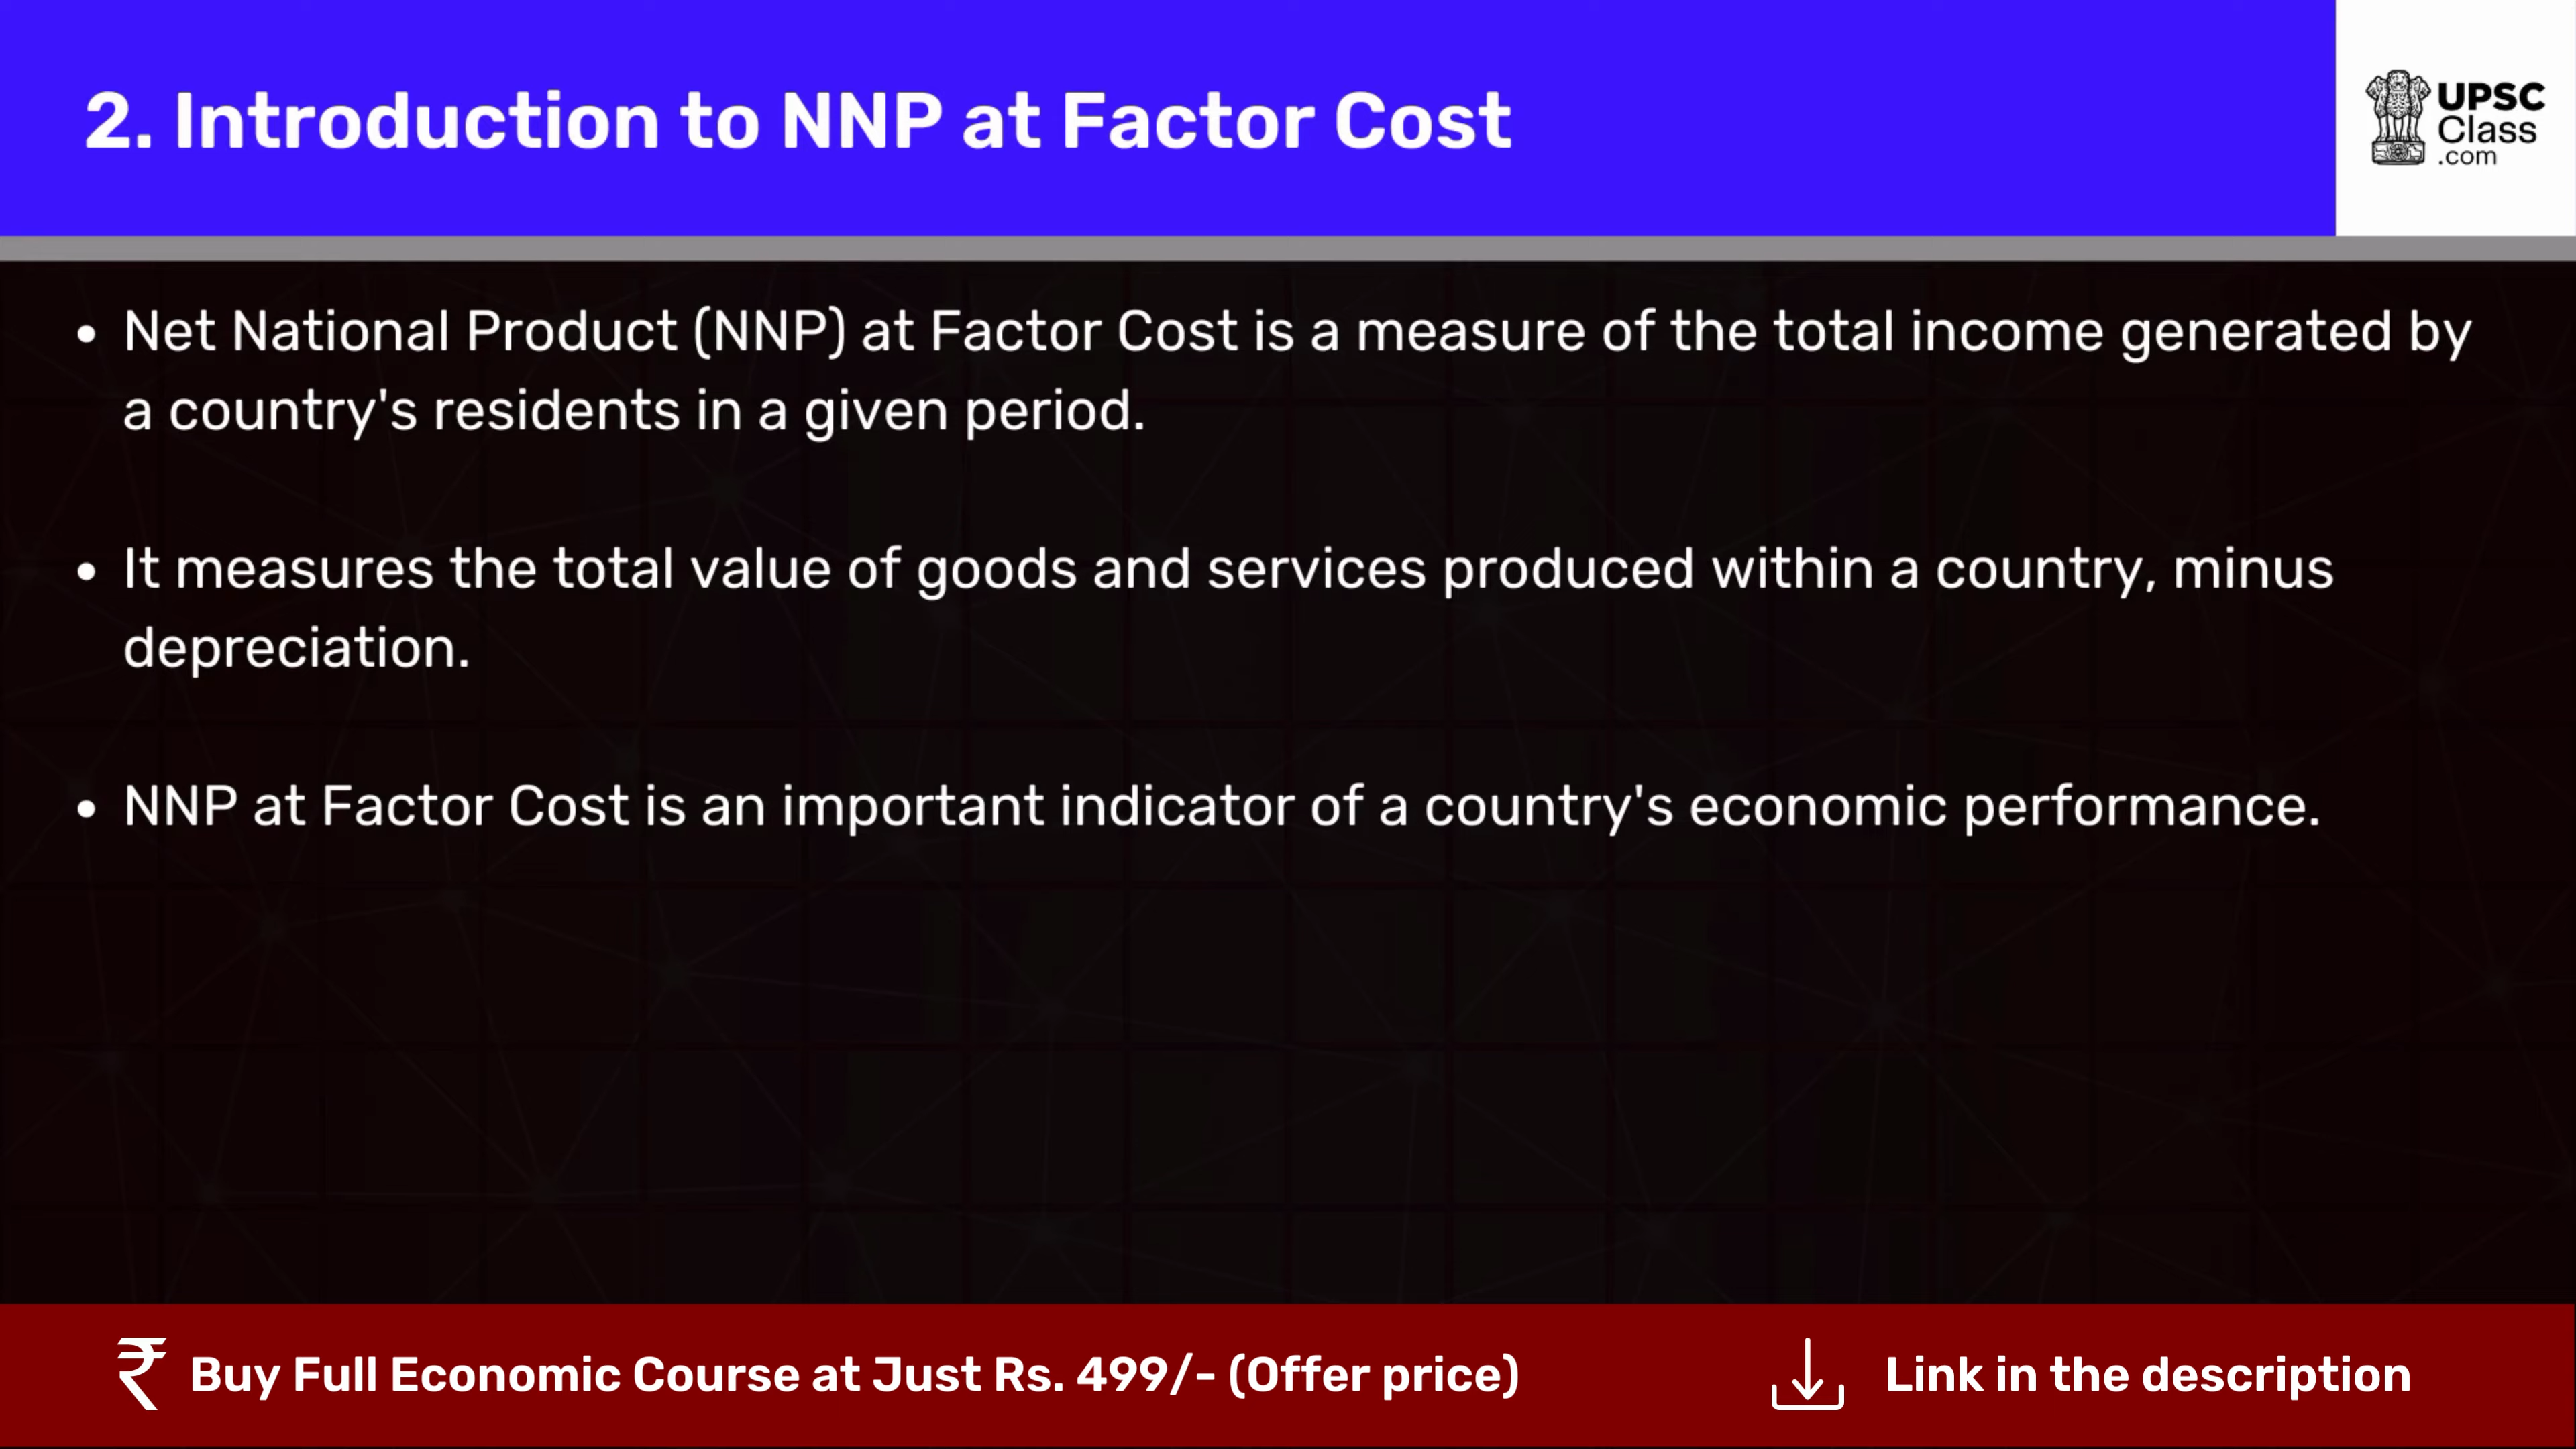 2. Introduction to NNP at Factor Cost
UPSC
Class
.com
• Net National Product (NNP) at Factor Cost is a measure of the total income generated by
a country's residents in a given period.
• It measures the total value of goods and services produced within a country, minus
depreciation.
• NNP at Factor Cost is an important indicator of a country's economic performance.
₹ Buy Full Economic Course at Just Rs. 499/- (Offer price)
Link in the description